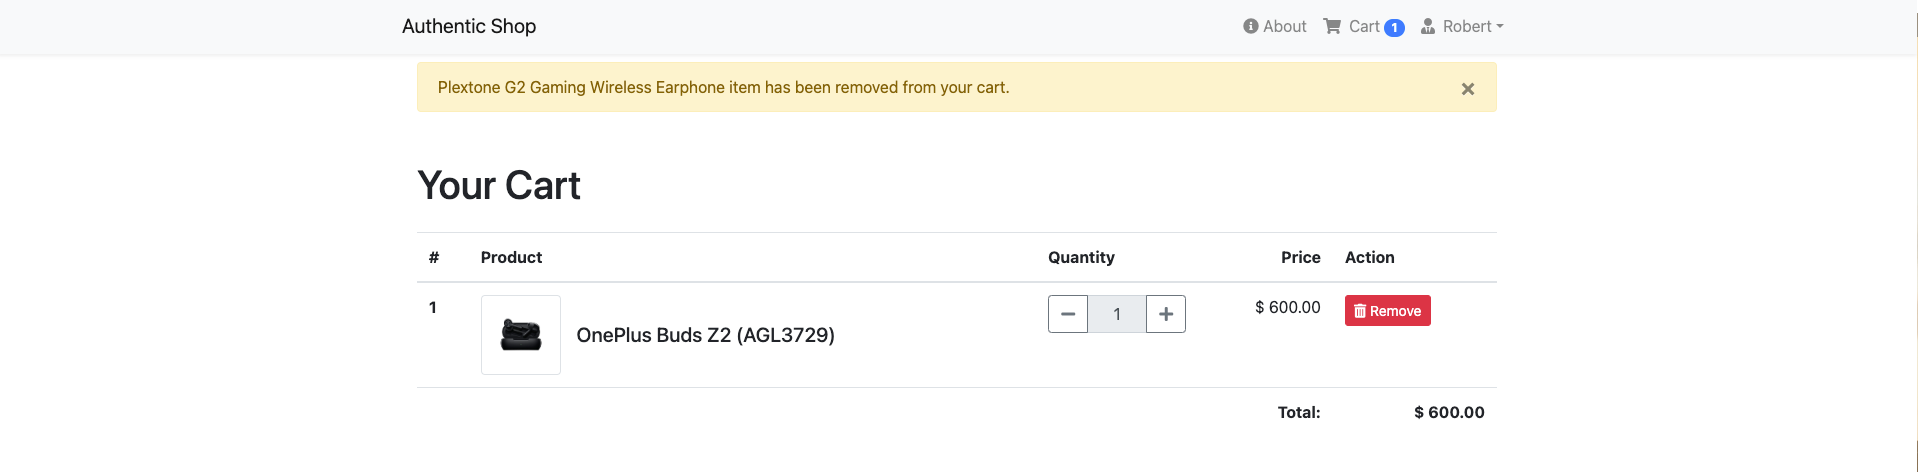 Authentic Shop About Cart 1 Robert
Plextone G2 Gaming Wireless Earphone item has been removed from your cart. ×
Your Cart
# Product Quantity Price Action
1 OnePlus Buds Z2 (AGL3729) − 1 + $ 600.00 Remove
Total: $ 600.00